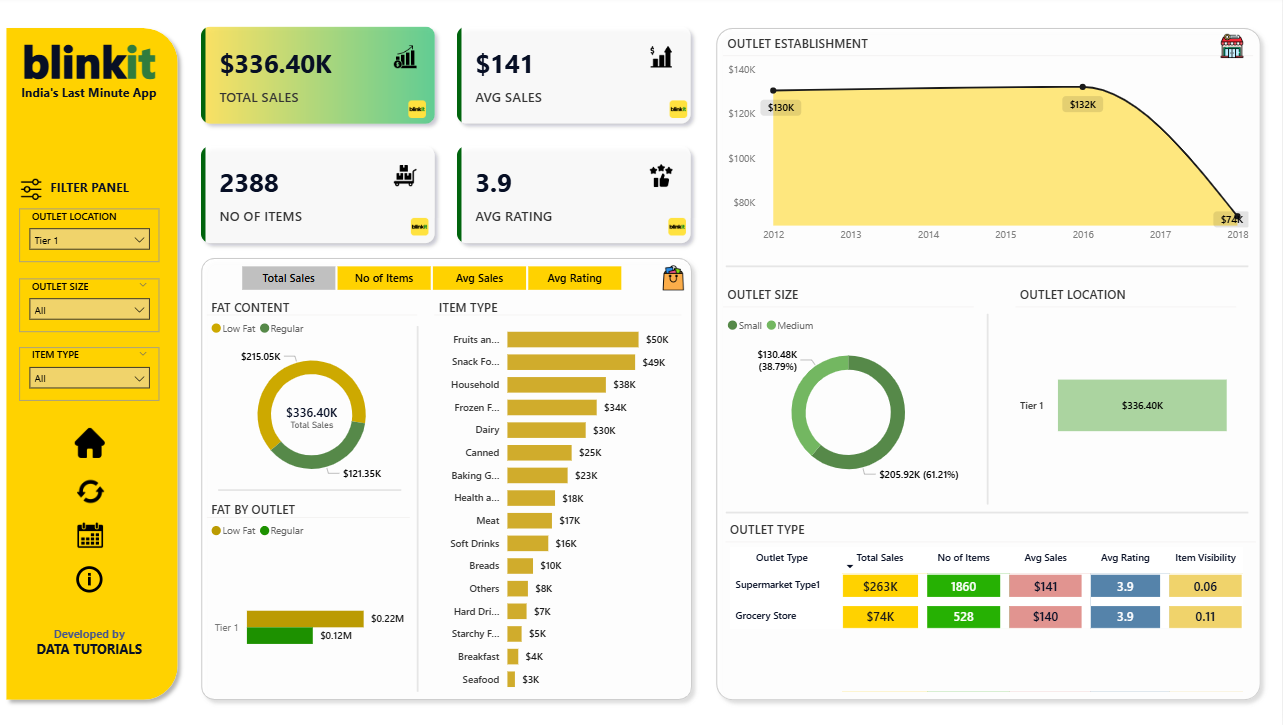 blinkit
India's Last Minute App
FILTER PANEL
OUTLET LOCATION
Tier 1
OUTLET SIZE
All
ITEM TYPE
All
Developed by
DATA TUTORIALS
$336.40K
TOTAL SALES
blinkit
$141
AVG SALES
blinkit
2388
NO OF ITEMS
blinkit
3.9
AVG RATING
blinkit
Total Sales No of Items Avg Sales Avg Rating
FAT CONTENT
Low Fat Regular
$215.05K
$336.40K
Total Sales
$121.35K
FAT BY OUTLET
Low Fat Regular
Tier 1
$0.22M
$0.12M
ITEM TYPE
Fruits an... $50K
Snack Fo... $49K
Household $38K
Frozen F... $34K
Dairy $30K
Canned $25K
Baking G... $23K
Health a... $18K
Meat $17K
Soft Drinks $16K
Breads $10K
Others $8K
Hard Dri... $7K
Starchy F... $5K
Breakfast $4K
Seafood $3K
OUTLET ESTABLISHMENT
$140K
$120K
$100K
$80K
$130K
$132K
$74K
2012 2013 2014 2015 2016 2017 2018
OUTLET SIZE
Small Medium
$130.48K
(38.79%)
$205.92K (61.21%)
OUTLET LOCATION
Tier 1 $336.40K
OUTLET TYPE
Outlet Type Total Sales No of Items Avg Sales Avg Rating Item Visibility
Supermarket Type1 $263K 1860 $141 3.9 0.06
Grocery Store $74K 528 $140 3.9 0.11